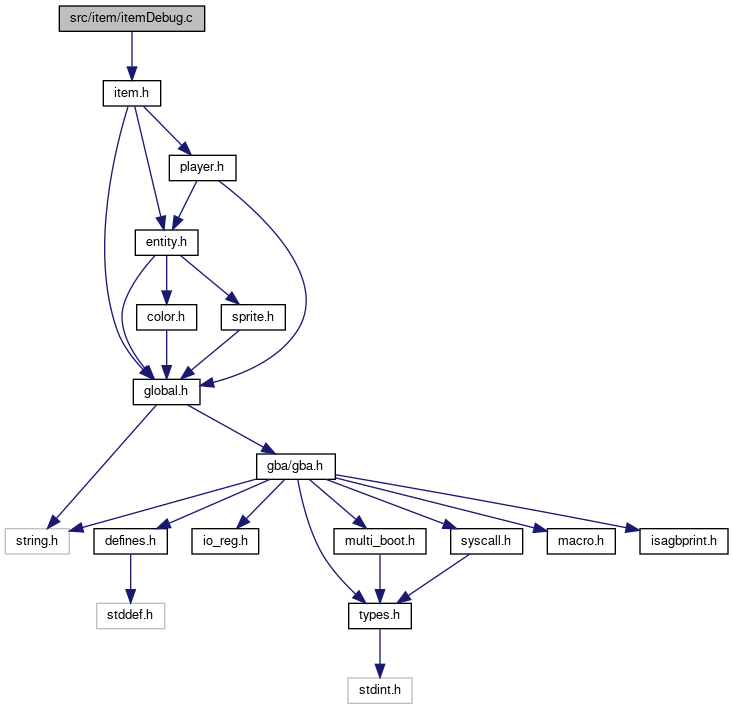 src/item/itemDebug.c
item.h
player.h
entity.h
color.h
sprite.h
global.h
gba/gba.h
string.h
defines.h
io_reg.h
multi_boot.h
syscall.h
macro.h
isagbprint.h
stddef.h
types.h
stdint.h